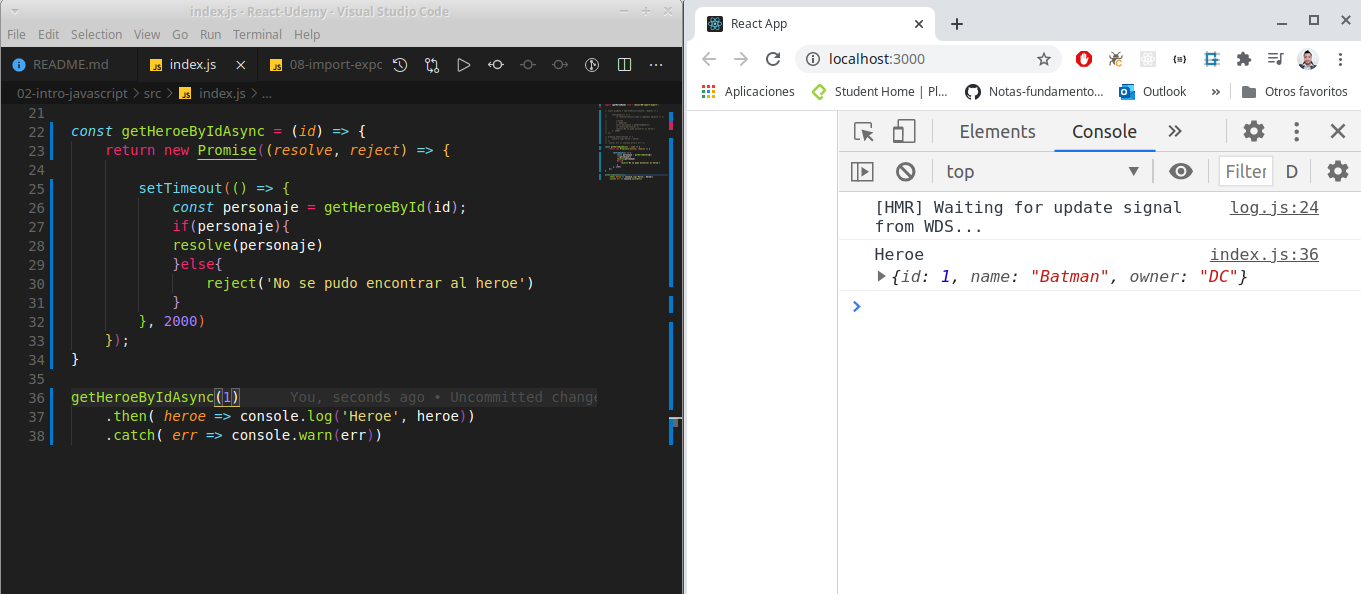 index.js - React-Udemy - Visual Studio Code
File Edit Selection View Go Run Terminal Help
README.md index.js 08-import-expo
02-intro-javascript > src > index.js > ...
21
22 const getHeroeByIdAsync = (id) => {
23 return new Promise((resolve, reject) => {
24
25 setTimeout(() => {
26 const personaje = getHeroeById(id);
27 if(personaje){
28 resolve(personaje)
29 }else{
30 reject('No se pudo encontrar al heroe')
31 }
32 }, 2000)
33 });
34 }
35
36 getHeroeByIdAsync(1) You, seconds ago • Uncommitted change
37 .then( heroe => console.log('Heroe', heroe))
38 .catch( err => console.warn(err))
React App
localhost:3000
Aplicaciones Student Home | Pl... Notas-fundamento... Outlook » Otros favoritos
Elements Console »
top Filter D
[HMR] Waiting for update signal log.js:24
from WDS...
Heroe index.js:36
{id: 1, name: "Batman", owner: "DC"}